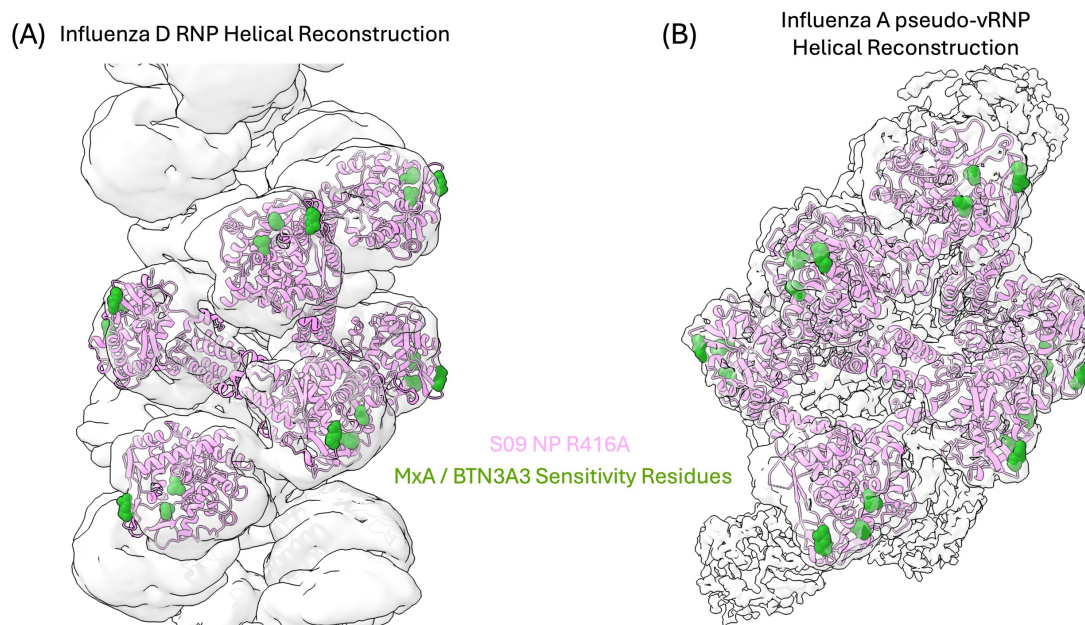 (A) Influenza D RNP Helical Reconstruction
(B) Influenza A pseudo-vRNP
Helical Reconstruction
S09 NP R416A
MxA / BTN3A3 Sensitivity Residues